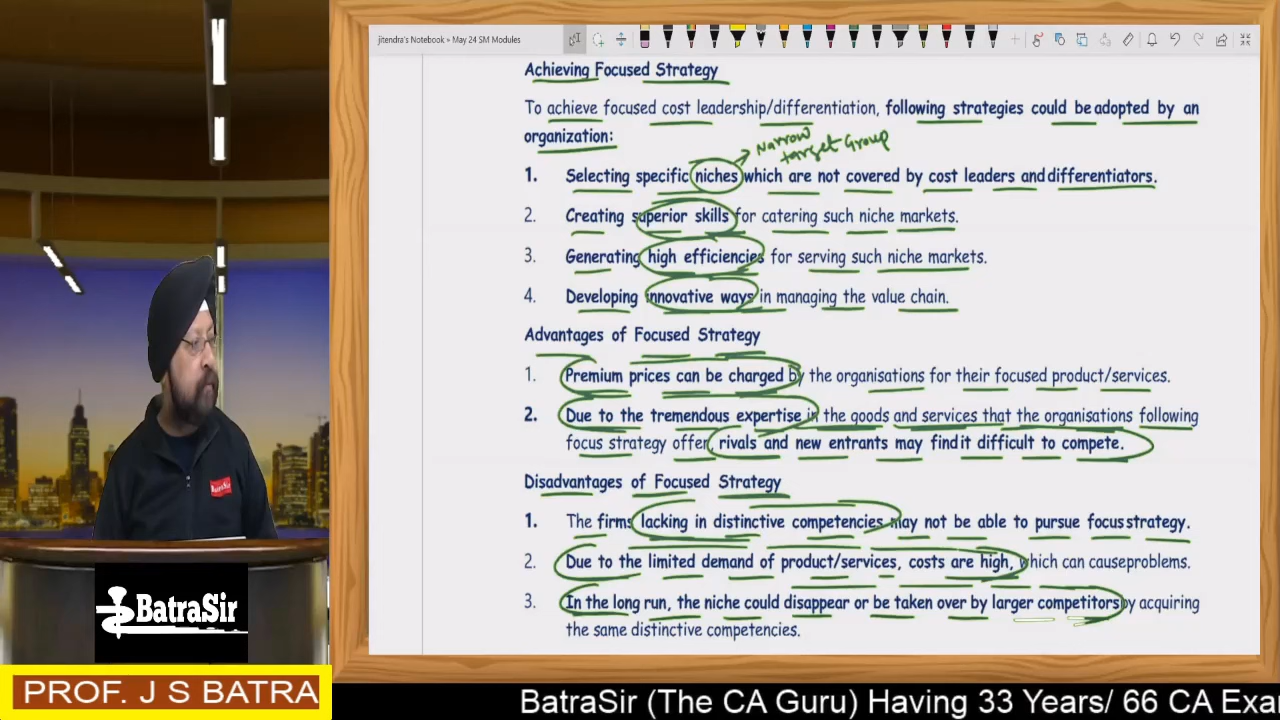 jitendra's Notebook » May 24 SM Modules
Achieving Focused Strategy
To achieve focused cost leadership/differentiation, following strategies could be adopted by an
organization:
Narrow
target Group
1. Selecting specific niches which are not covered by cost leaders and differentiators.
2. Creating superior skills for catering such niche markets.
3. Generating high efficiencies for serving such niche markets.
4. Developing innovative ways in managing the value chain.
Advantages of Focused Strategy
1. Premium prices can be charged by the organisations for their focused product/services.
2. Due to the tremendous expertise in the goods and services that the organisations following
focus strategy offer, rivals and new entrants may find it difficult to compete.
Disadvantages of Focused Strategy
1. The firms lacking in distinctive competencies may not be able to pursue focus strategy.
2. Due to the limited demand of product/services, costs are high, which can cause problems.
3. In the long run, the niche could disappear or be taken over by larger competitors by acquiring
the same distinctive competencies.
BatraSir
BatraSir
PROF. J S BATRA
BatraSir (The CA Guru) Having 33 Years/ 66 CA Exa